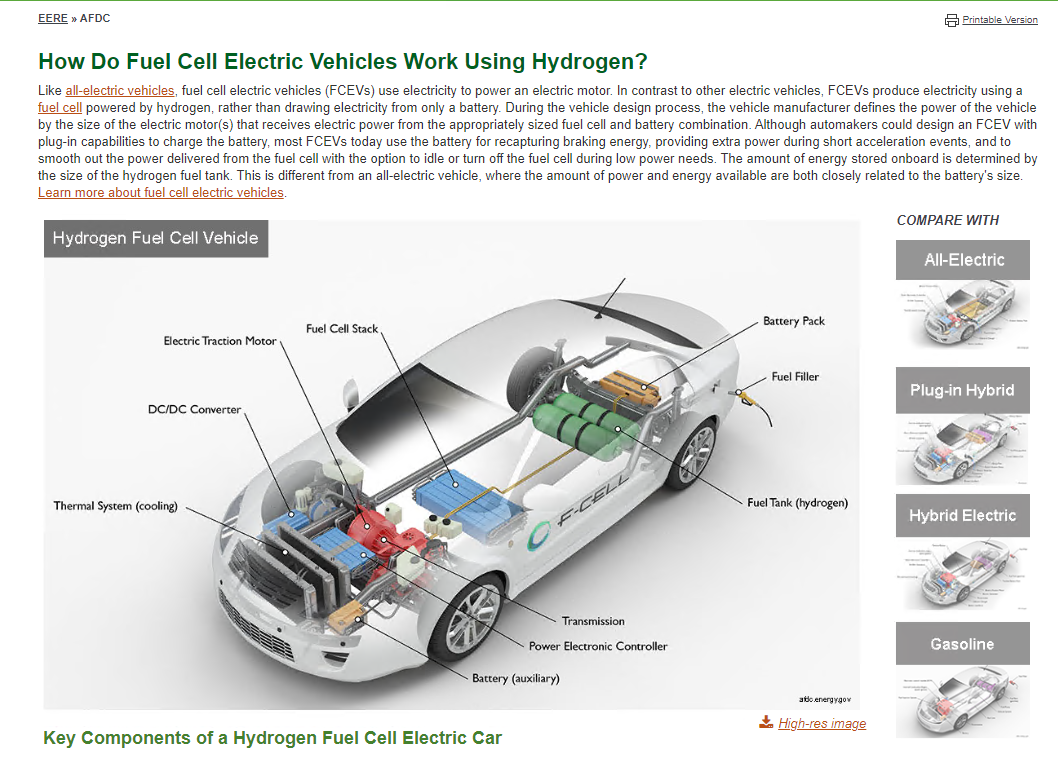 EERE » AFDC
Printable Version
How Do Fuel Cell Electric Vehicles Work Using Hydrogen?
Like all-electric vehicles, fuel cell electric vehicles (FCEVs) use electricity to power an electric motor. In contrast to other electric vehicles, FCEVs produce electricity using a
fuel cell powered by hydrogen, rather than drawing electricity from only a battery. During the vehicle design process, the vehicle manufacturer defines the power of the vehicle
by the size of the electric motor(s) that receives electric power from the appropriately sized fuel cell and battery combination. Although automakers could design an FCEV with
plug-in capabilities to charge the battery, most FCEVs today use the battery for recapturing braking energy, providing extra power during short acceleration events, and to
smooth out the power delivered from the fuel cell with the option to idle or turn off the fuel cell during low power needs. The amount of energy stored onboard is determined by
the size of the hydrogen fuel tank. This is different from an all-electric vehicle, where the amount of power and energy available are both closely related to the battery's size.
Learn more about fuel cell electric vehicles.
Hydrogen Fuel Cell Vehicle
Battery Pack
Fuel Cell Stack
Electric Traction Motor
Fuel Filler
DC/DC Converter
Fuel Tank (hydrogen)
Thermal System (cooling)
F-CELL
Transmission
Power Electronic Controller
Battery (auxiliary)
afdc.energy.gov
High-res image
COMPARE WITH
All-Electric
Plug-in Hybrid
Hybrid Electric
Gasoline
Key Components of a Hydrogen Fuel Cell Electric Car